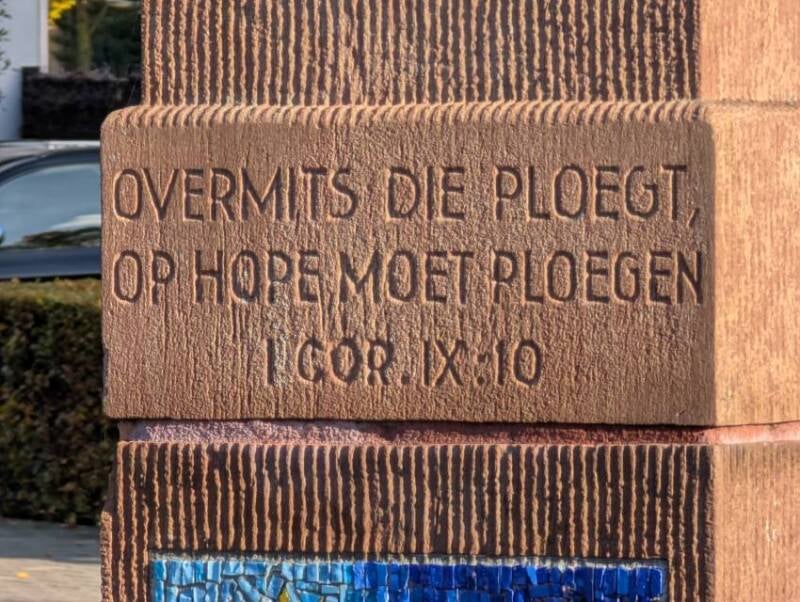 OVERMITS DIE PLOEGT,
OP HOPE MOET PLOEGEN
I COR. IX:10